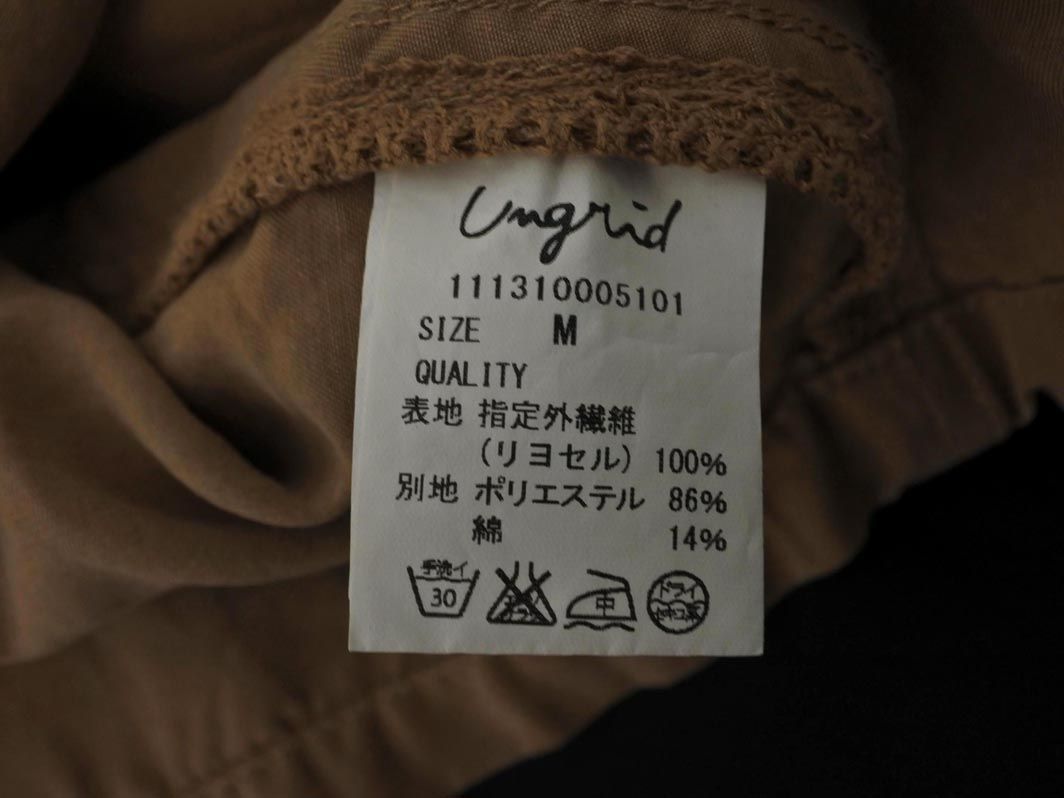 Ungrid
111310005101
SIZE M
QUALITY
表地 指定外繊維
(リヨセル) 100%
別地 ポリエステル 86%
綿 14%
手洗イ 30 中 ドライ